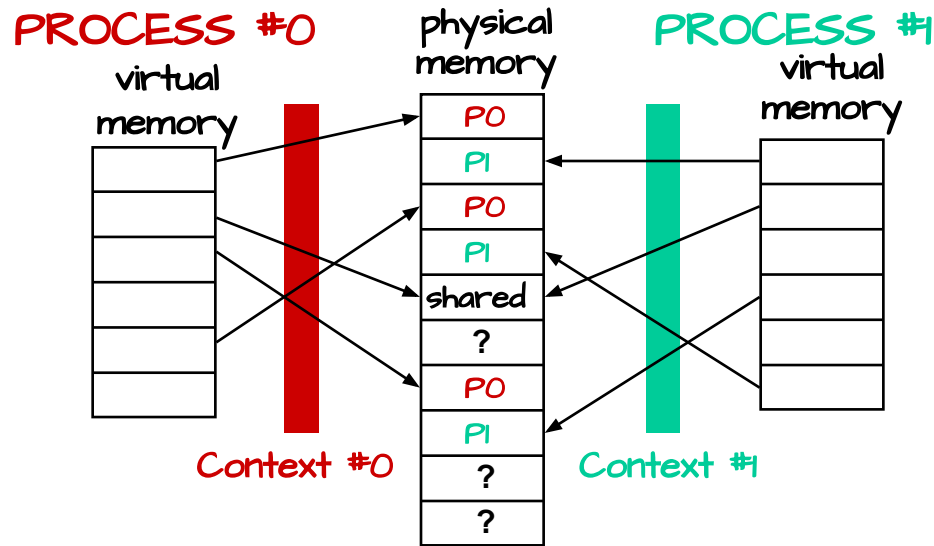 PROCESS #0
virtual
memory
physical
memory
PROCESS #1
virtual
memory
P0
P1
P0
P1
shared
?
P0
P1
?
?
Context #0
Context #1